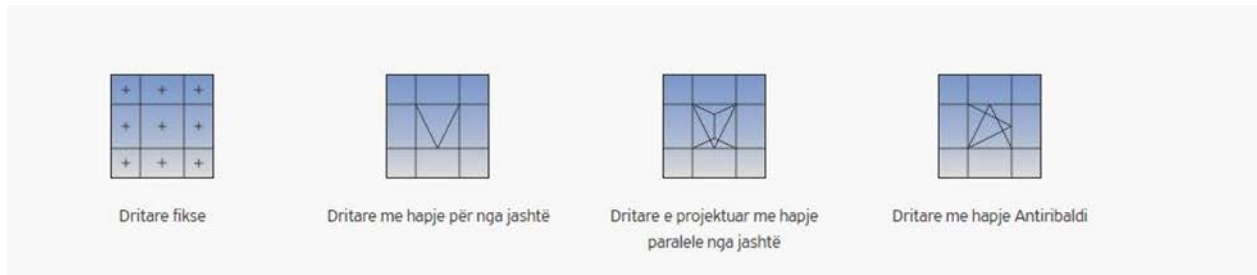 Dritare fikse
Dritare me hapje për nga jashtë
Dritare e projektuar me hapje
paralele nga jashtë
Dritare me hapje Antiribaldi